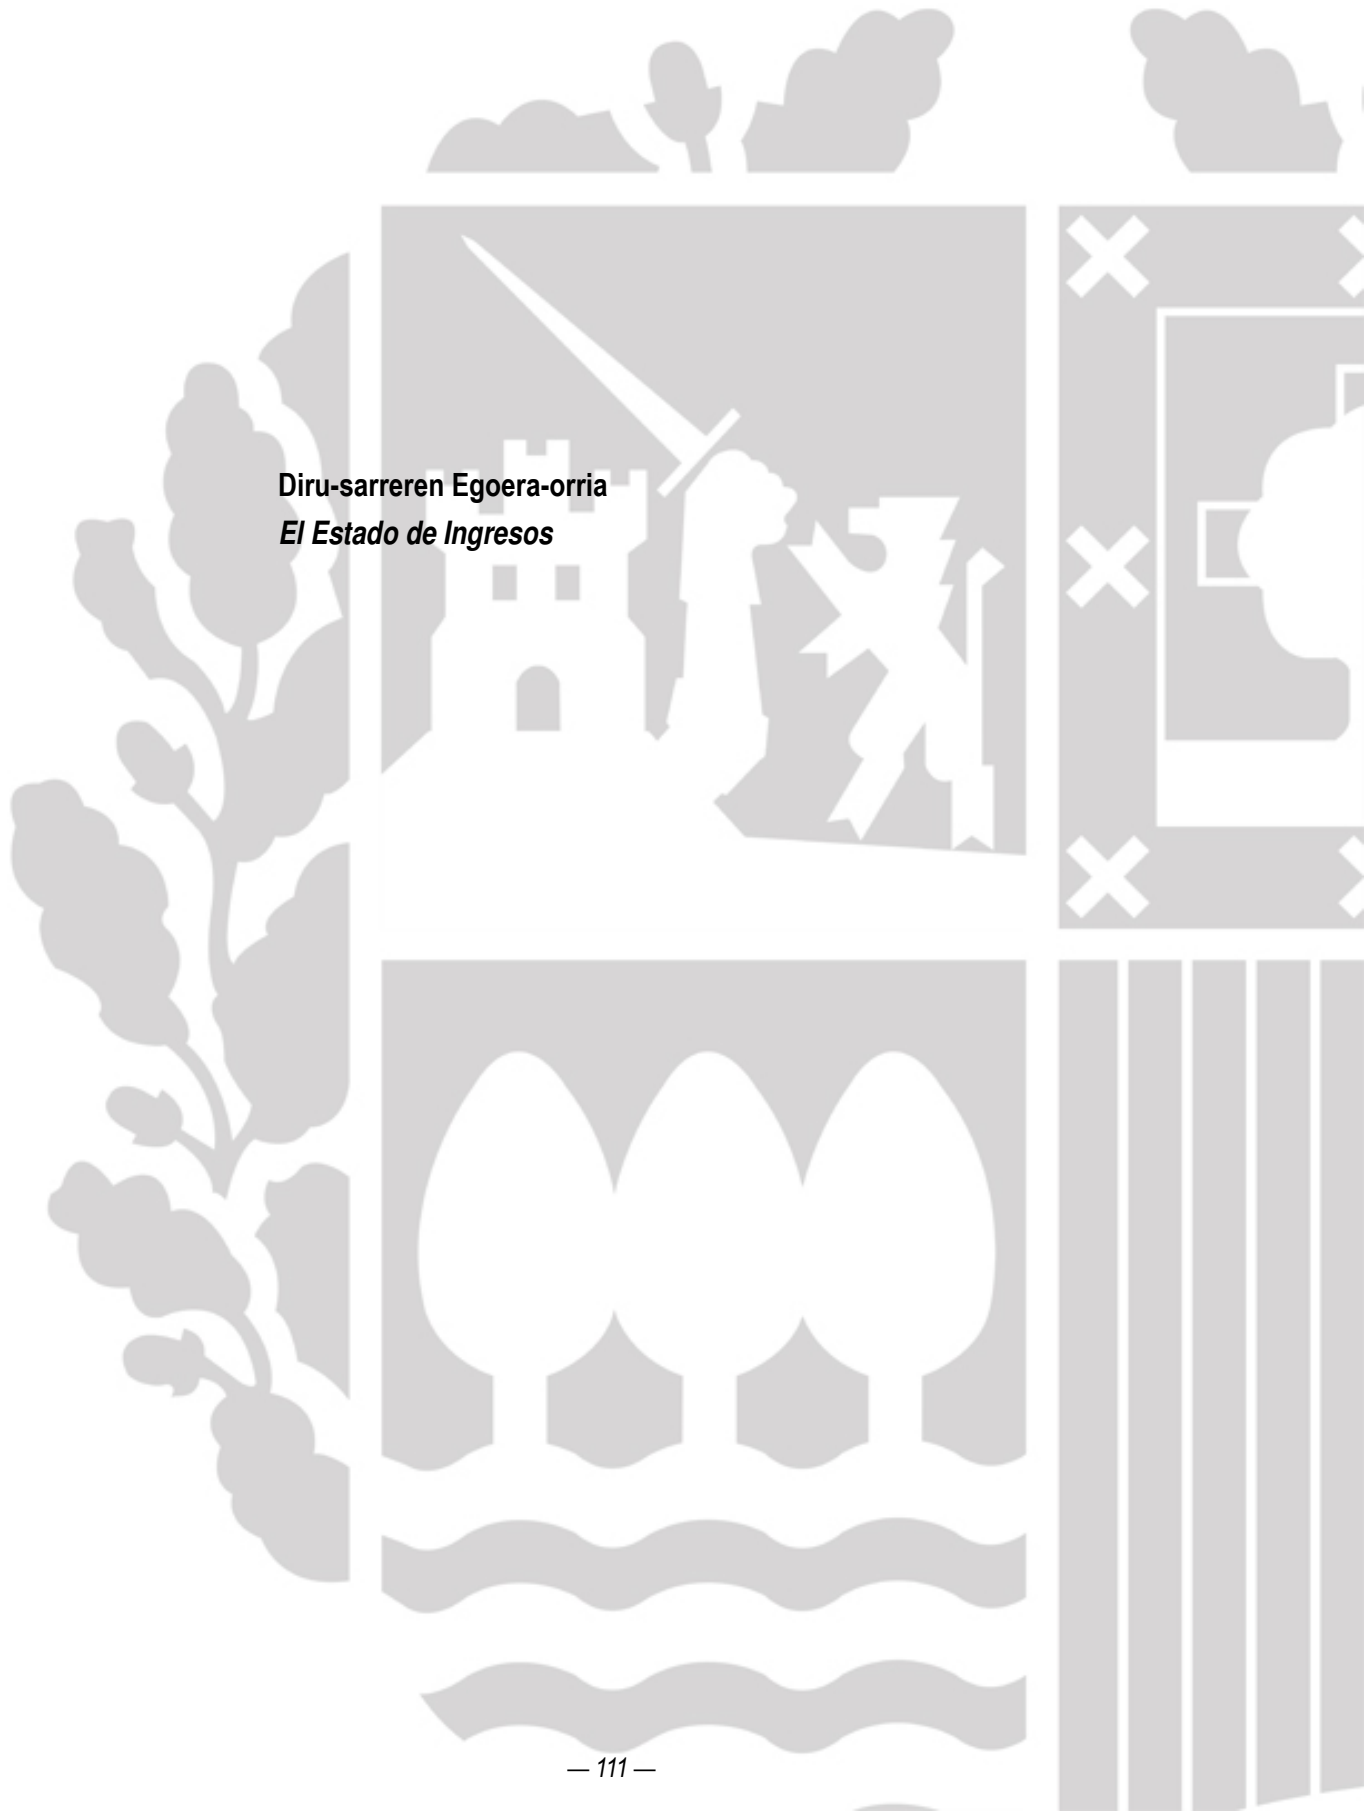 Diru-sarreren Egoera-orria
El Estado de Ingresos
— 111 —